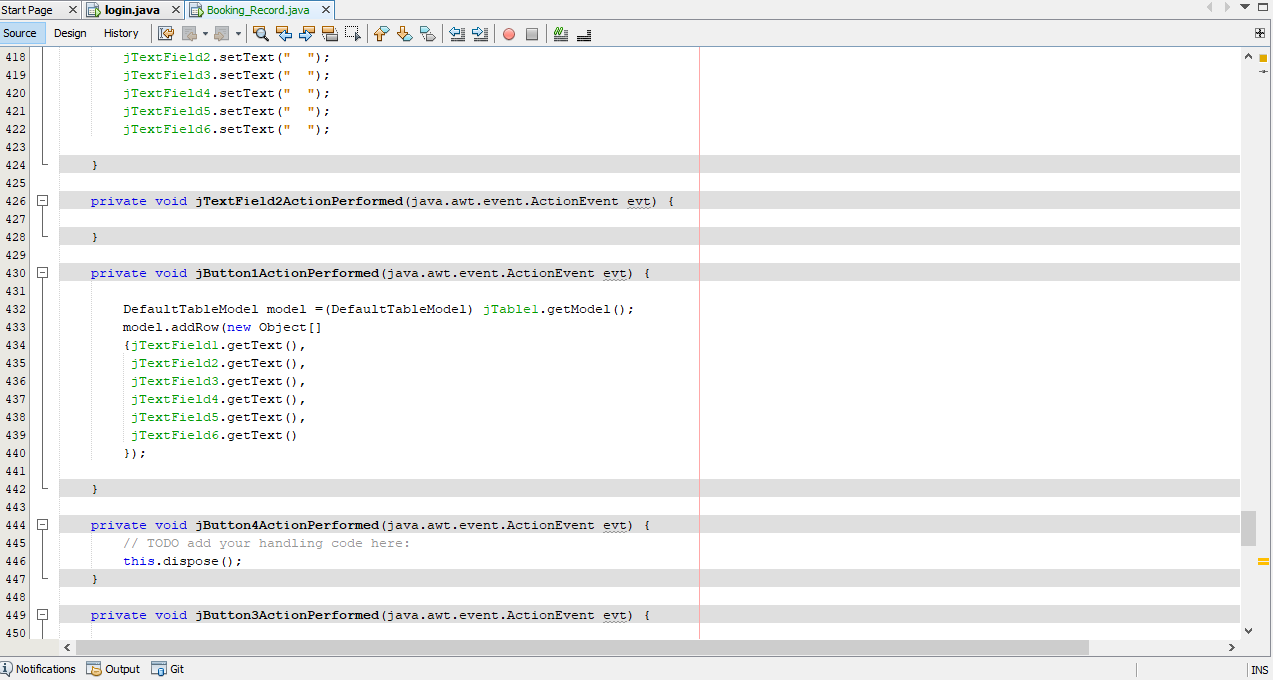 Start Page login.java Booking_Record.java
Source Design History
418 jTextField2.setText("  ");
419 jTextField3.setText("  ");
420 jTextField4.setText("  ");
421 jTextField5.setText("  ");
422 jTextField6.setText("  ");
423
424 }
425
426 private void jTextField2ActionPerformed(java.awt.event.ActionEvent evt) {
427
428 }
429
430 private void jButton1ActionPerformed(java.awt.event.ActionEvent evt) {
431
432 DefaultTableModel model =(DefaultTableModel) jTable1.getModel();
433 model.addRow(new Object[]
434 {jTextField1.getText(),
435 jTextField2.getText(),
436 jTextField3.getText(),
437 jTextField4.getText(),
438 jTextField5.getText(),
439 jTextField6.getText()
440 });
441
442 }
443
444 private void jButton4ActionPerformed(java.awt.event.ActionEvent evt) {
445 // TODO add your handling code here:
446 this.dispose();
447 }
448
449 private void jButton3ActionPerformed(java.awt.event.ActionEvent evt) {
450
Notifications Output Git INS